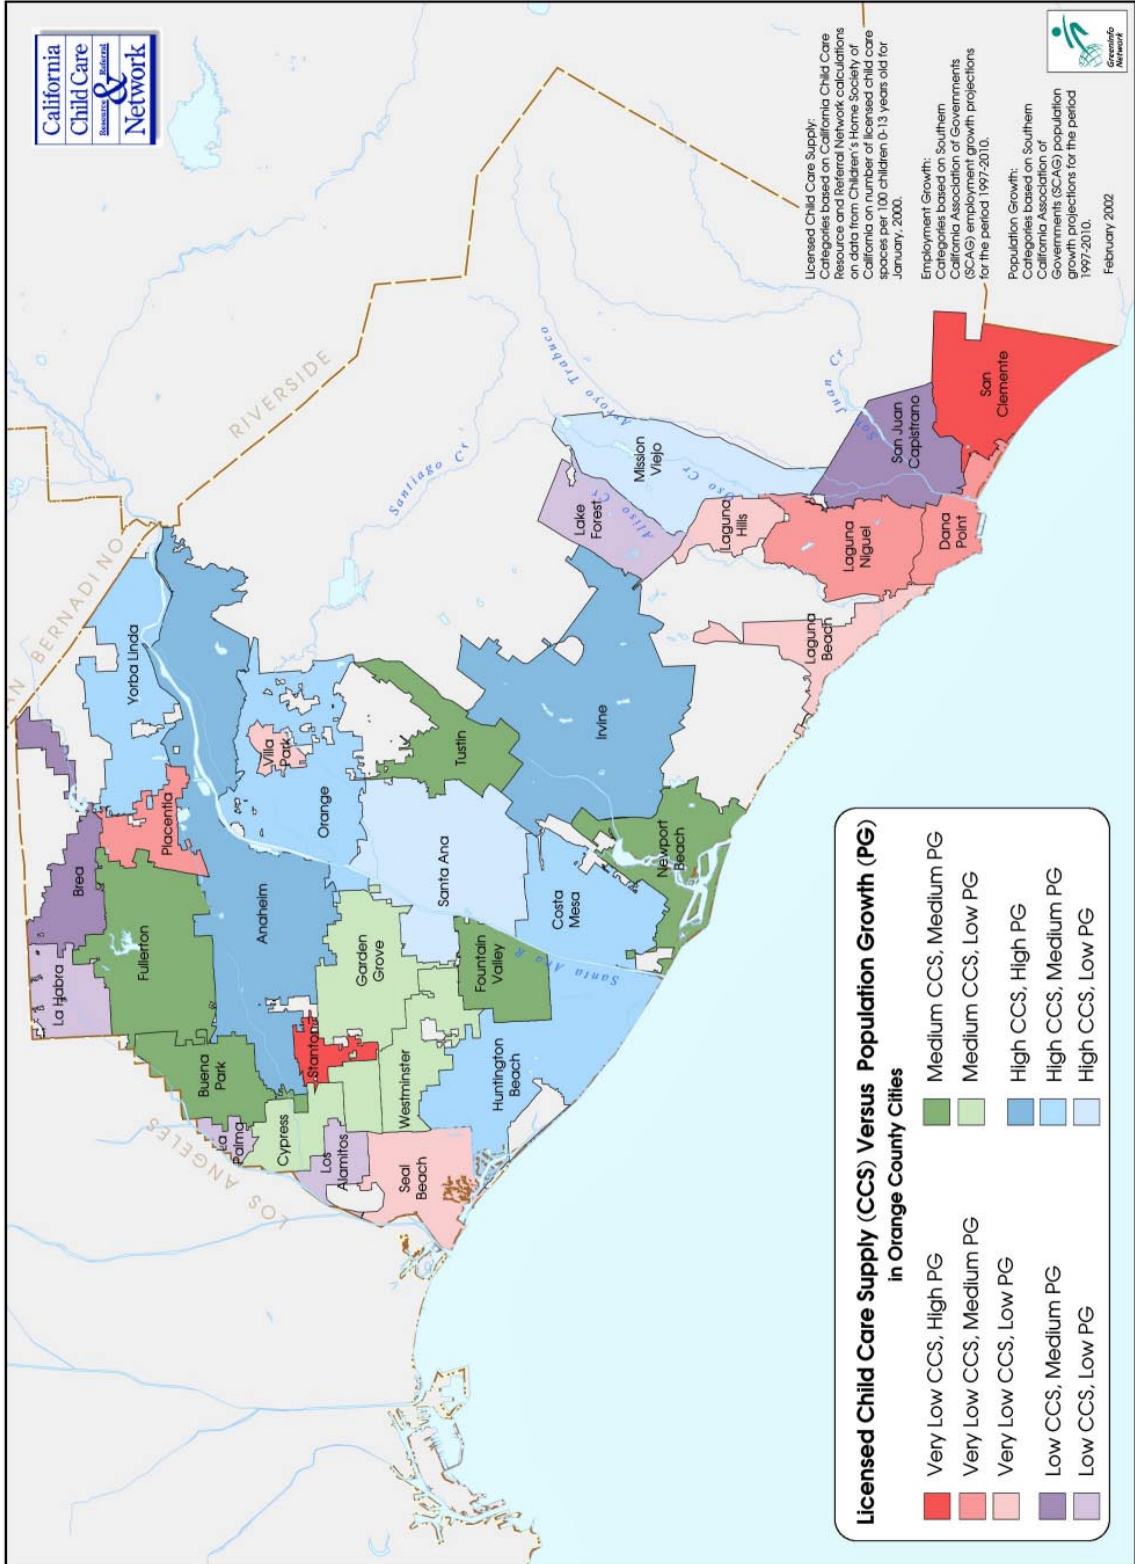 California
Child Care
Resource & Referral
Network
SAN BERNADINO
RIVERSIDE
LOS ANGELES
La Habra
Brea
Yorba Linda
Placentia
Fullerton
Buena
Park
La
Palma
Cypress
Stanton
Anaheim
Villa
Park
Orange
Los
Alamitos
Garden
Grove
Westminster
Seal
Beach
Santa Ana
Tustin
Fountain
Valley
Huntington
Beach
Costa
Mesa
Newport
Beach
Irvine
Lake
Forest
Mission
Viejo
Laguna
Hills
Laguna
Beach
Laguna
Niguel
Dana
Point
San Juan
Capistrano
San
Clemente
Santiago Cr
Santa Ana R
Arroyo Trabuco
Aliso Cr
Oso Cr
San Juan Cr
Licensed Child Care Supply:
Categories based on California Child Care
Resource and Referral Network calculations
on data from Children's Home Society of
California on number of licensed child care
spaces per 100 children 0-13 years old for
January, 2000.
Employment Growth:
Categories based on Southern
California Association of Governments
(SCAG) employment growth projections
for the period 1997-2010.
Population Growth:
Categories based on Southern
California Association of
Governments (SCAG) population
growth projections for the period
1997-2010.
February 2002
GreenInfo
Network
Licensed Child Care Supply (CCS) Versus Population Growth (PG)
in Orange County Cities
Very Low CCS, High PG
Very Low CCS, Medium PG
Very Low CCS, Low PG
Low CCS, Medium PG
Low CCS, Low PG
Medium CCS, Medium PG
Medium CCS, Low PG
High CCS, High PG
High CCS, Medium PG
High CCS, Low PG